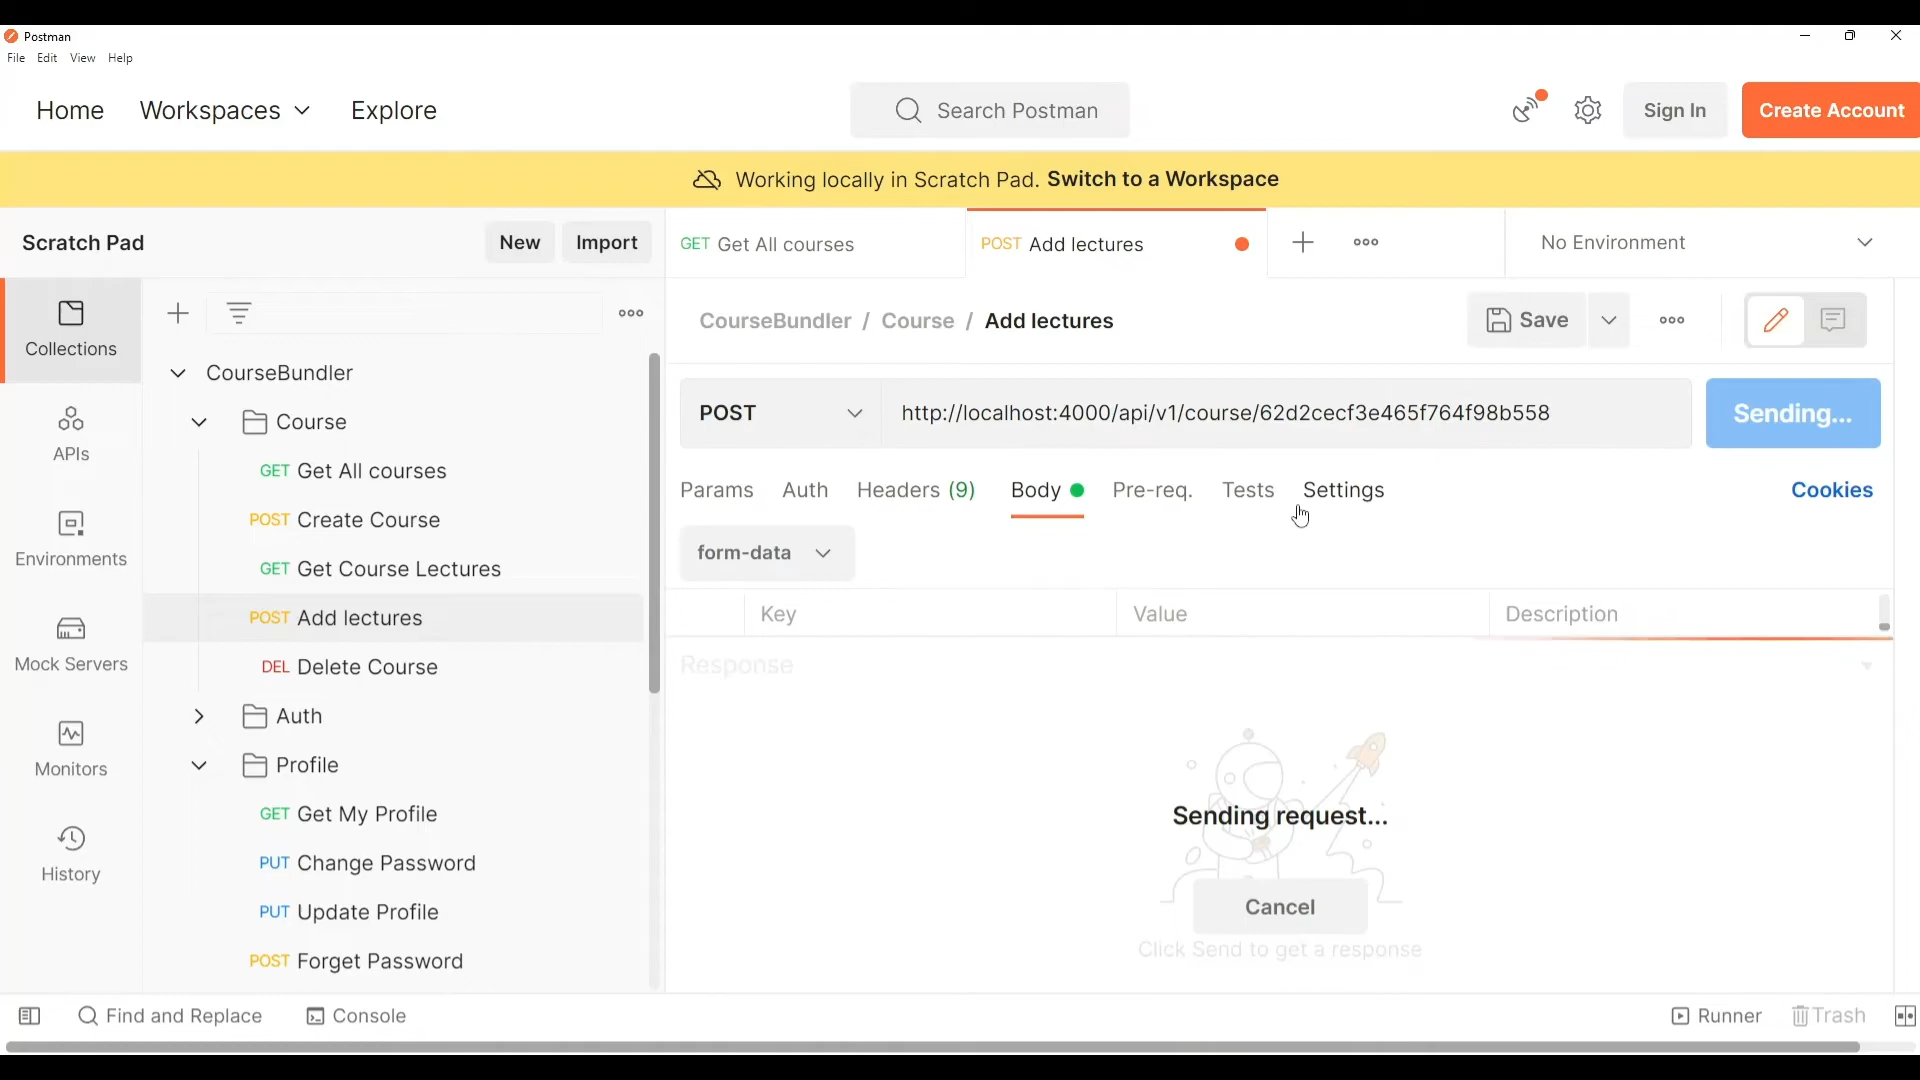 Postman
File Edit View Help
Home Workspaces Explore
Search Postman
Sign In
Create Account
Working locally in Scratch Pad. Switch to a Workspace
Scratch Pad
New
Import
GET Get All courses
POST Add lectures
No Environment
Collections
APIs
Environments
Mock Servers
Monitors
History
CourseBundler
Course
GET Get All courses
POST Create Course
GET Get Course Lectures
POST Add lectures
DEL Delete Course
Auth
Profile
GET Get My Profile
PUT Change Password
PUT Update Profile
POST Forget Password
CourseBundler / Course / Add lectures
Save
POST
http://localhost:4000/api/v1/course/62d2cecf3e465f764f98b558
Sending...
Params Auth Headers (9) Body Pre-req. Tests Settings
Cookies
form-data
Key Value Description
Response
Sending request...
Cancel
Click Send to get a response
Find and Replace
Console
Runner
Trash